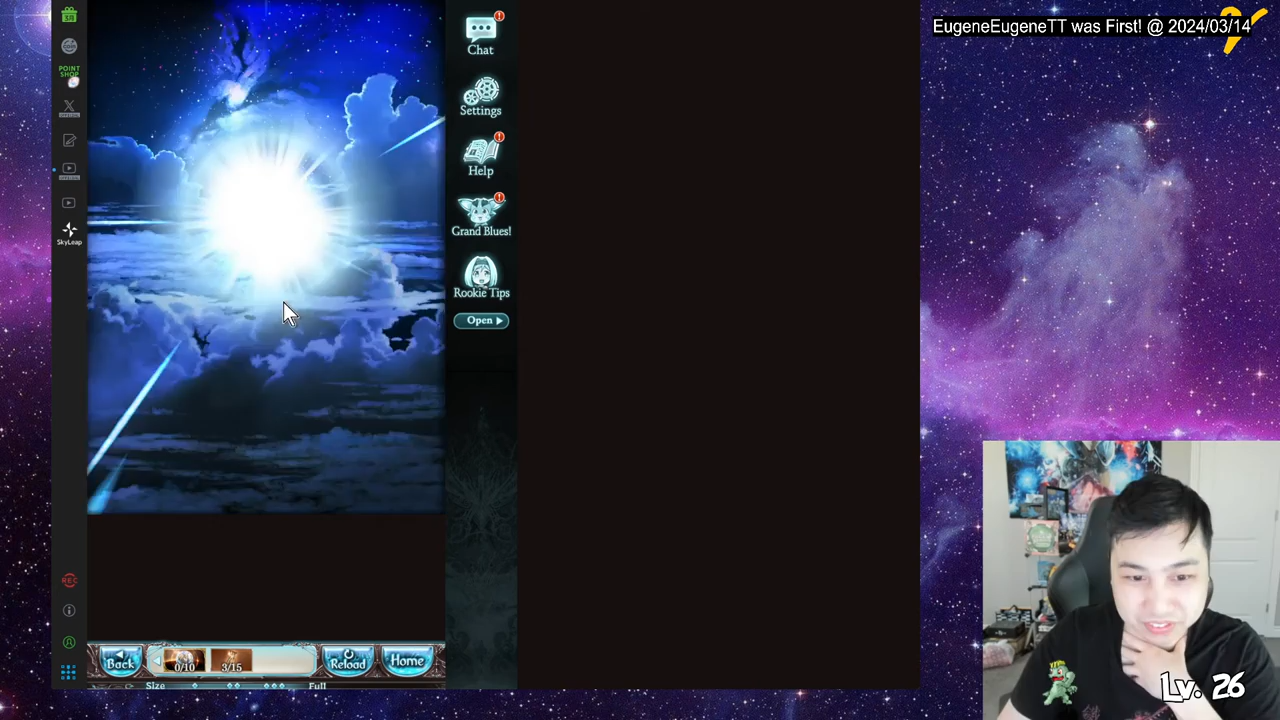 EugeneEugeneTT was First! @ 2024/03/14
POINT
SHOP
SkyLeap
REC
Chat
Settings
Help
Grand Blues!
Rookie Tips
Open
Back
0/10
3/15
Reload
Home
Size
Full
Lv. 26